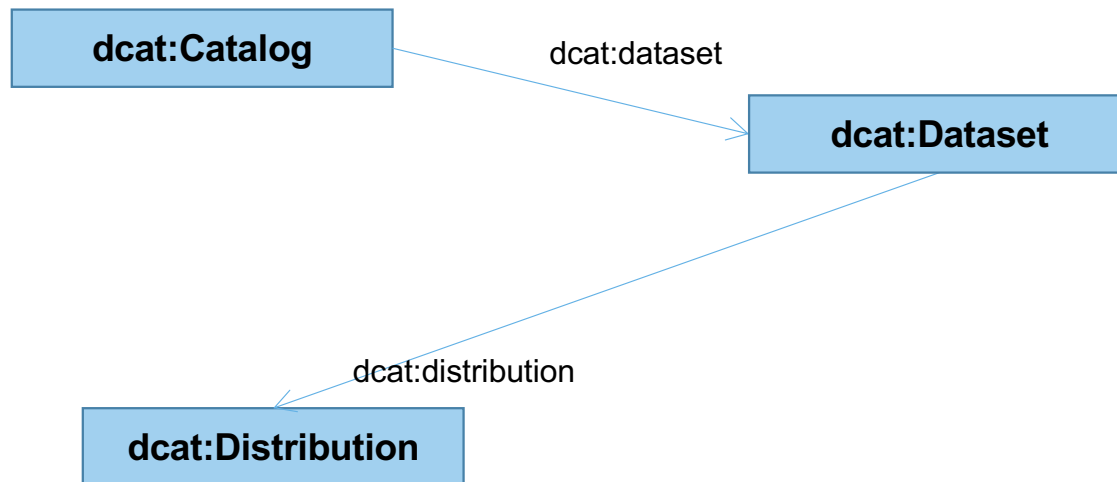 dcat:Catalog
dcat:dataset
dcat:Dataset
dcat:distribution
dcat:Distribution